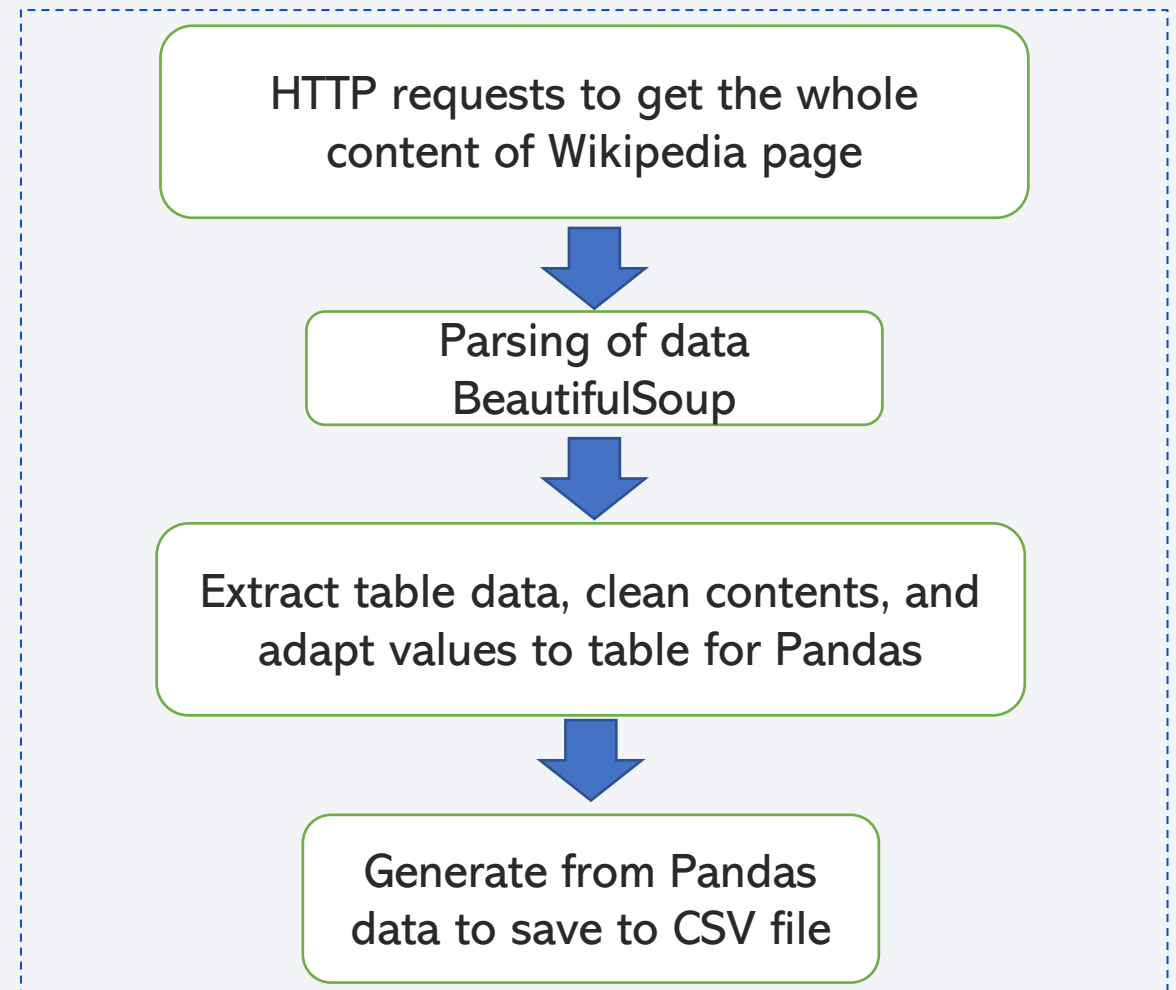 HTTP requests to get the whole
content of Wikipedia page
Parsing of data
BeautifulSoup
Extract table data, clean contents, and
adapt values to table for Pandas
Generate from Pandas
data to save to CSV file